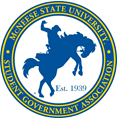 McNEESE STATE UNIVERSITY
Est. 1939
STUDENT GOVERNMENT ASSOCIATION